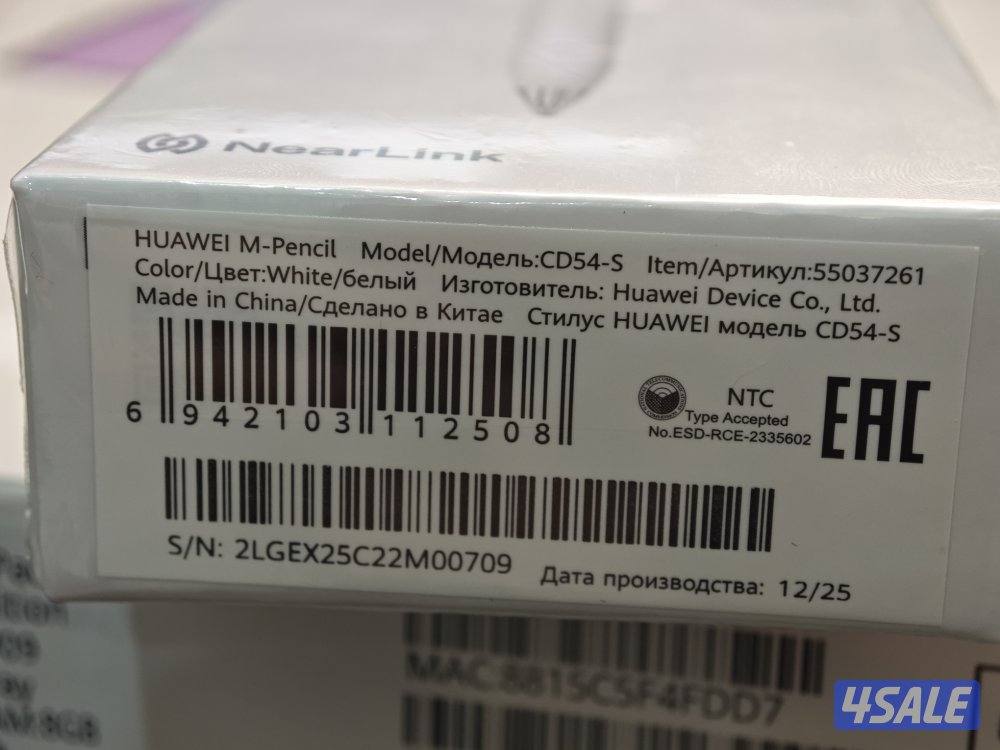 NearLink
HUAWEI M-Pencil Model/Модель:CD54-S Item/Артикул:55037261
Color/Цвет:White/белый Изготовитель: Huawei Device Co., Ltd.
Made in China/Сделано в Китае Стилус HUAWEI модель CD54-S
6 942103 112508
NTC
Type Accepted
No.ESD-RCE-2335602
EAC
S/N: 2LGEX25C22M00709
Дата производства: 12/25
MAC:8815C5F4FDD7
4SALE